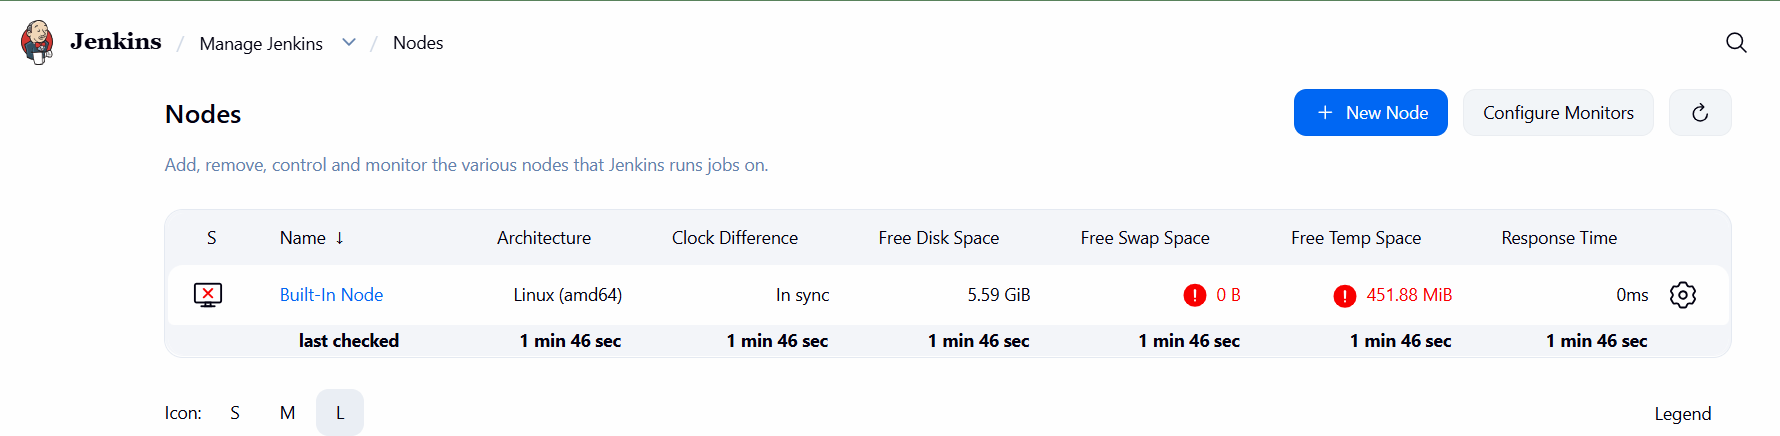 Jenkins / Manage Jenkins / Nodes
Nodes
+ New Node Configure Monitors
Add, remove, control and monitor the various nodes that Jenkins runs jobs on.
S Name ↓ Architecture Clock Difference Free Disk Space Free Swap Space Free Temp Space Response Time
Built-In Node Linux (amd64) In sync 5.59 GiB 0 B 451.88 MiB 0ms
last checked 1 min 46 sec 1 min 46 sec 1 min 46 sec 1 min 46 sec 1 min 46 sec 1 min 46 sec
Icon: S M L Legend